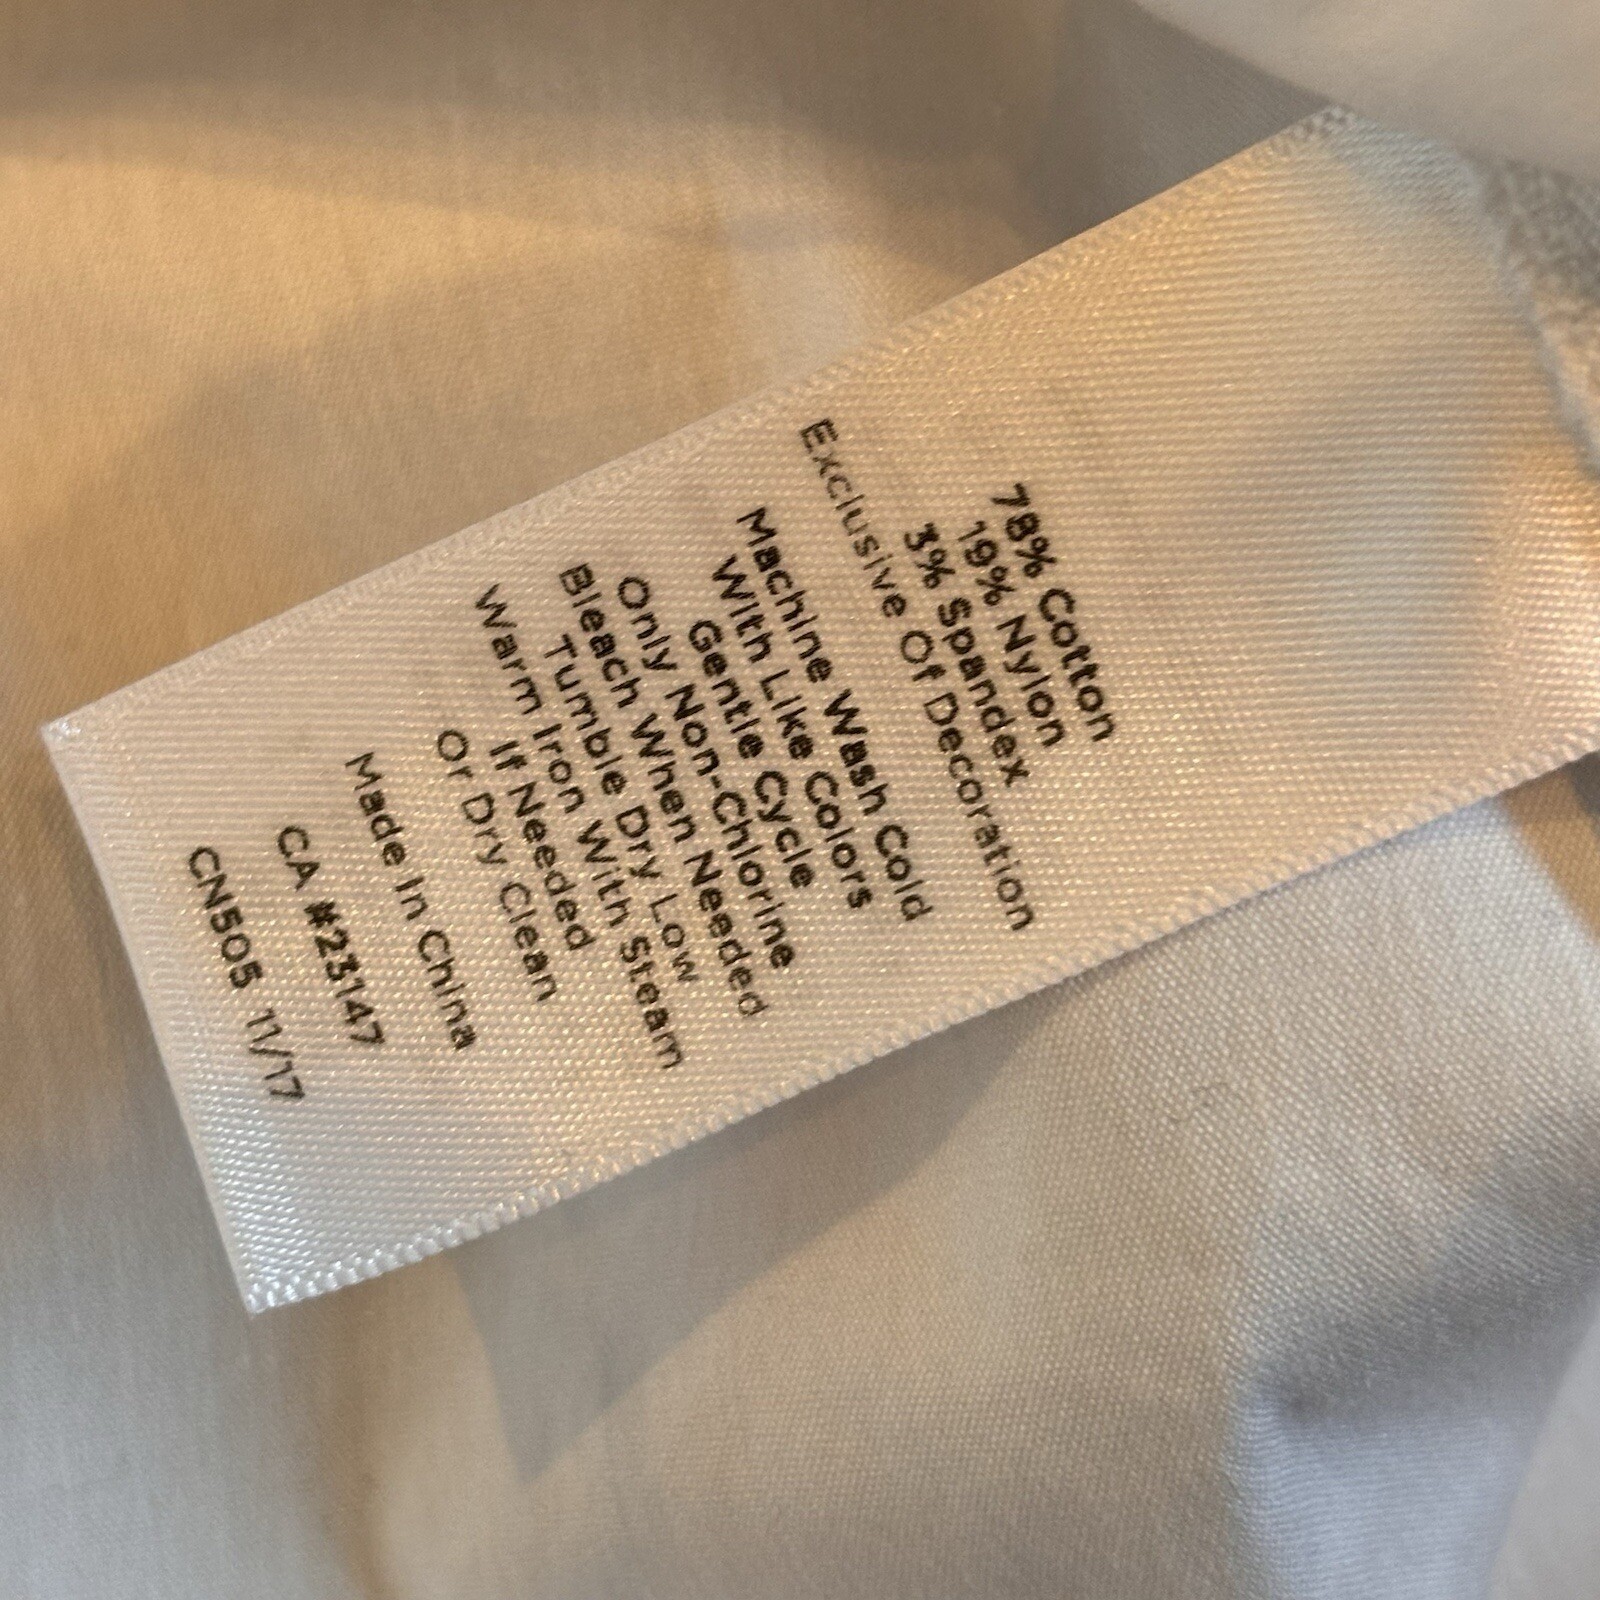 78% Cotton
19% Nylon
3% Spandex
Exclusive Of Decoration
Machine Wash Cold
With Like Colors
Gentle Cycle
Only Non-Chlorine
Bleach When Needed
Tumble Dry Low
Warm Iron With Steam
If Needed
Or Dry Clean
Made In China
CA #23147
CN505 11/17